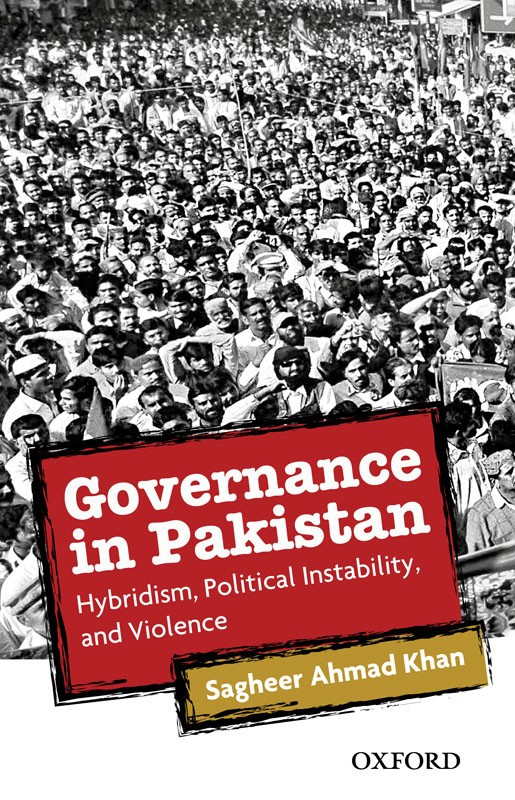 Governance
in Pakistan
Hybridism, Political Instability,
and Violence
Sagheer Ahmad Khan
OXFORD